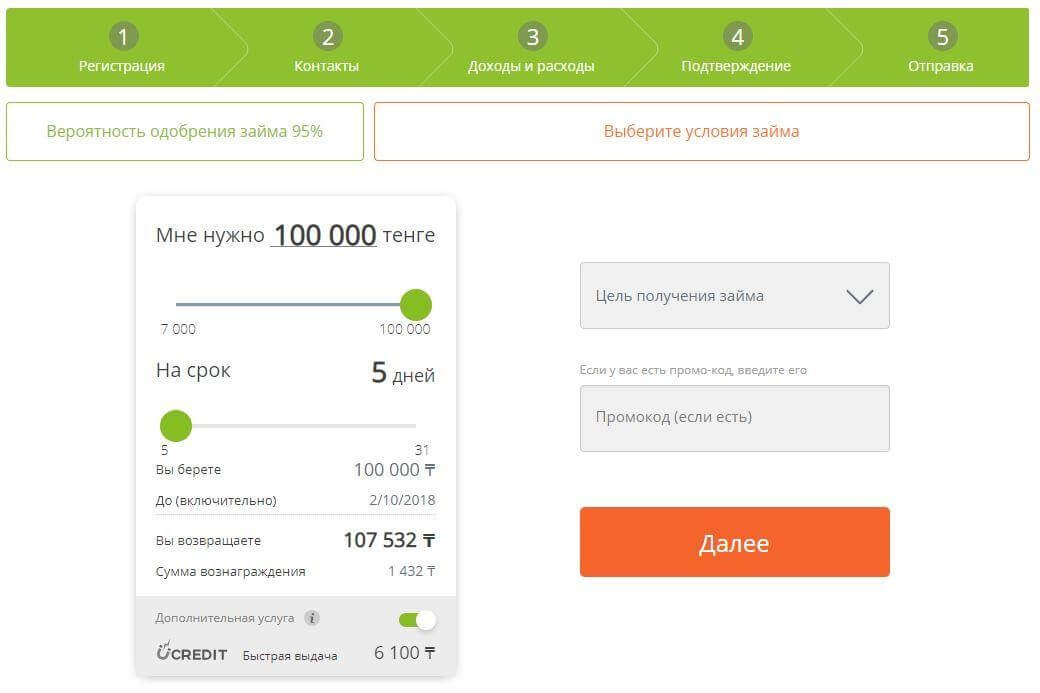 1
Регистрация
2
Контакты
3
Доходы и расходы
4
Подтверждение
5
Отправка
Вероятность одобрения займа 95%
Выберите условия займа
Мне нужно 100 000 тенге
7 000
100 000
На срок
5 дней
5
31
Вы берете
100 000 ₸
До (включительно)
2/10/2018
Вы возвращаете
107 532 ₸
Сумма вознаграждения
1 432 ₸
Дополнительная услуга i
UCREDIT Быстрая выдача
6 100 ₸
Цель получения займа
Если у вас есть промо-код, введите его
Промокод (если есть)
Далее